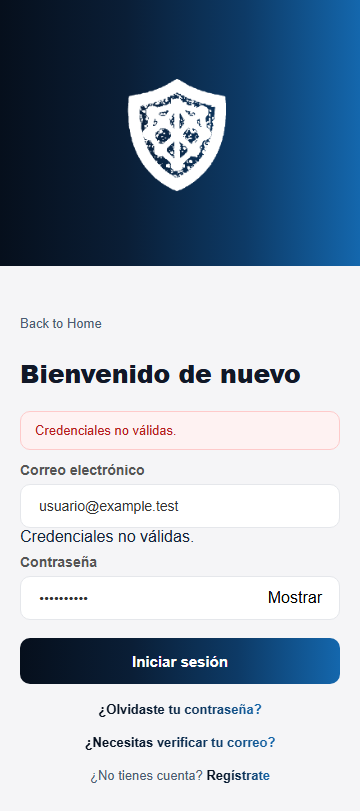 Back to Home
Bienvenido de nuevo
Credenciales no válidas.
Correo electrónico
usuario@example.test
Credenciales no válidas.
Contraseña
•••••••••• Mostrar
Iniciar sesión
¿Olvidaste tu contraseña?
¿Necesitas verificar tu correo?
¿No tienes cuenta? Regístrate